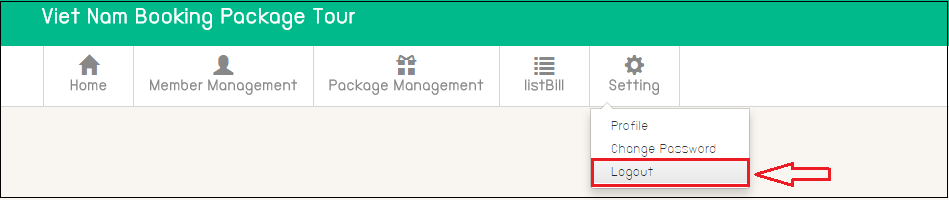 Viet Nam Booking Package Tour
Home Member Management Package Management listBill Setting
Profile
Change Password
Logout